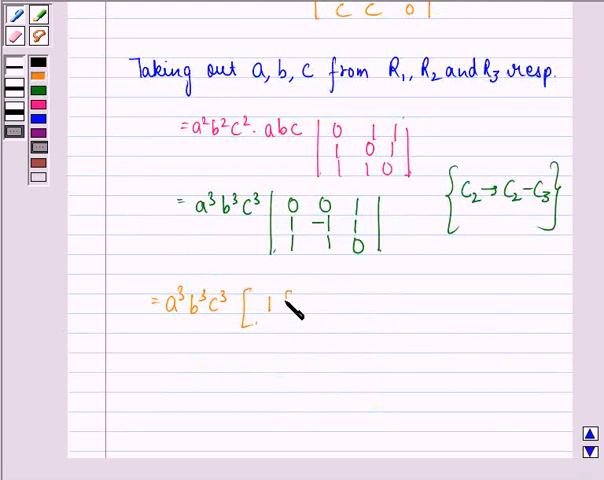 | c c 0 |
Taking out a, b, c from R₁, R₂ and R₃ resp.
= a²b²c². abc | 0 1 1 |
| 1 0 1 |
| 1 1 0 |
= a³b³c³ | 0 0 1 | {C₂→C₂-C₃}
| 1 -1 1 |
| 1 1 0 |
= a³b³c³ [ 1 [